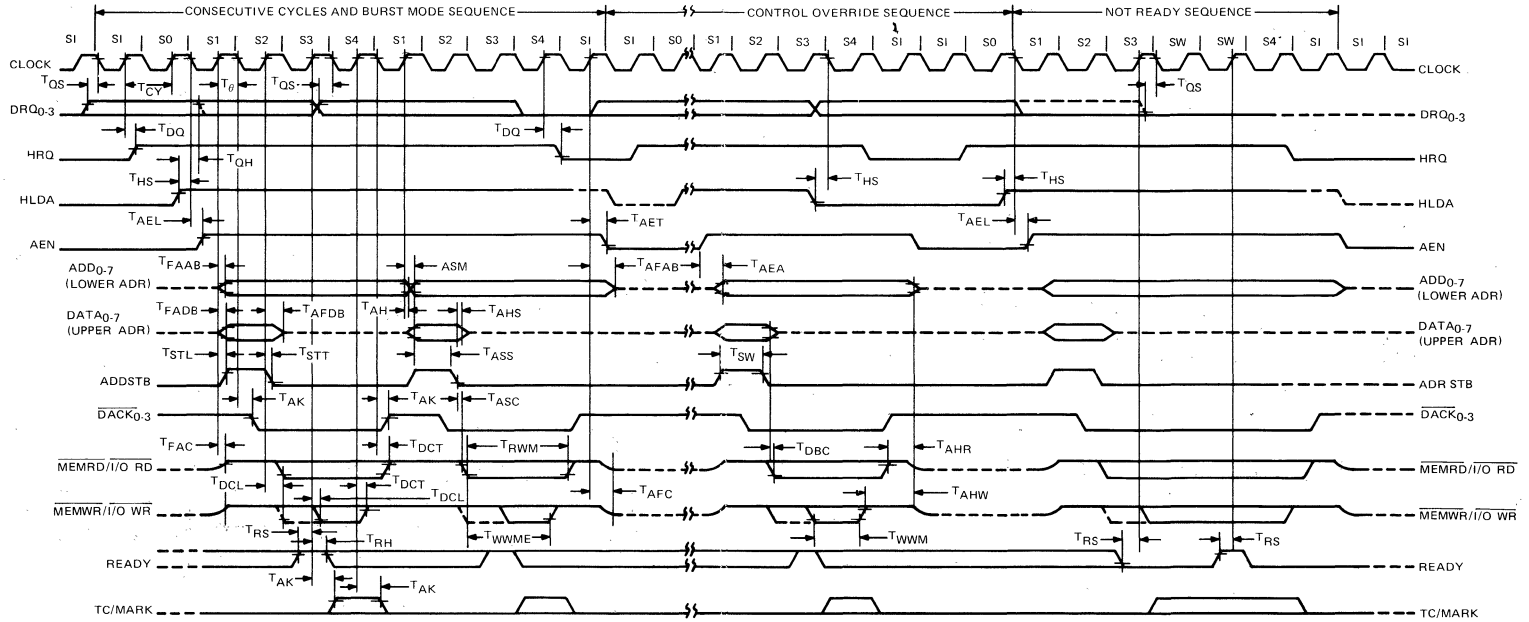 CONSECUTIVE CYCLES AND BURST MODE SEQUENCE CONTROL OVERRIDE SEQUENCE NOT READY SEQUENCE
SI | SI | S0 | S1 | S2 | S3 | S4 | S1 | S2 | S3 | S4 | SI | SI | S0 | S1 | S2 | S3 | S4 | SI | SI | S0 | S1 | S2 | S3 | SW | SW | S4 | SI | SI | SI
CLOCK CLOCK
TQS TCY Tθ TQS TQS
DRQ0-3 DRQ0-3
TDQ TDQ
HRQ HRQ
TQH
THS THS THS
HLDA HLDA
TAEL TAET TAEL
AEN AEN
TFAAB ASM TAFAB TAEA
ADD0-7 ADD0-7
(LOWER ADR) (LOWER ADR)
TFADB TAFDB TAH TAHS
DATA0-7 DATA0-7
(UPPER ADR) (UPPER ADR)
TSTL TSTT TASS TSW
ADDSTB ADR STB
TAK TAK TASC
DACK0-3 DACK0-3
TFAC TDCT TRWM TDBC TAHR
MEMRD/I/O RD MEMRD/I/O RD
TDCL TDCT TDCL TAFC TAHW
MEMWR/I/O WR MEMWR/I/O WR
TRS TRH TWWME TWWM TRS TRS
READY READY
TAK TAK
TC/MARK TC/MARK